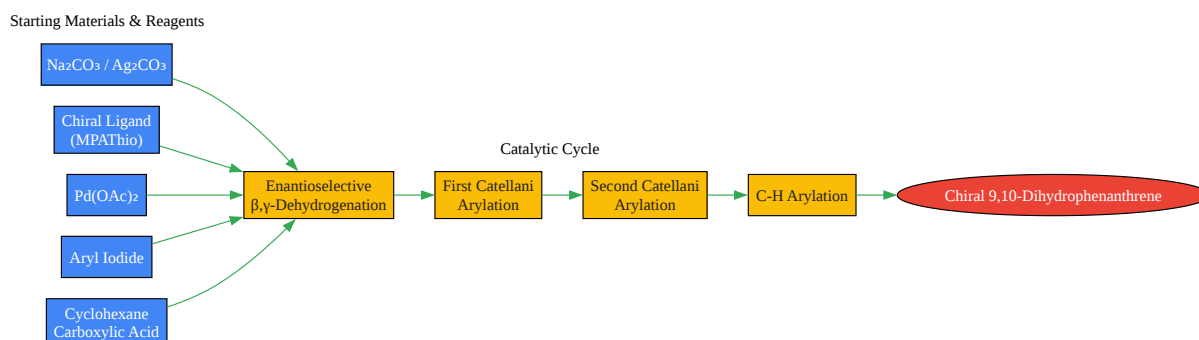 Starting Materials & Reagents
Na₂CO₃ / Ag₂CO₃
Chiral Ligand
(MPAThio)
Pd(OAc)₂
Aryl Iodide
Cyclohexane
Carboxylic Acid
Catalytic Cycle
Enantioselective
β,γ-Dehydrogenation
First Catellani
Arylation
Second Catellani
Arylation
C-H Arylation
Chiral 9,10-Dihydrophenanthrene